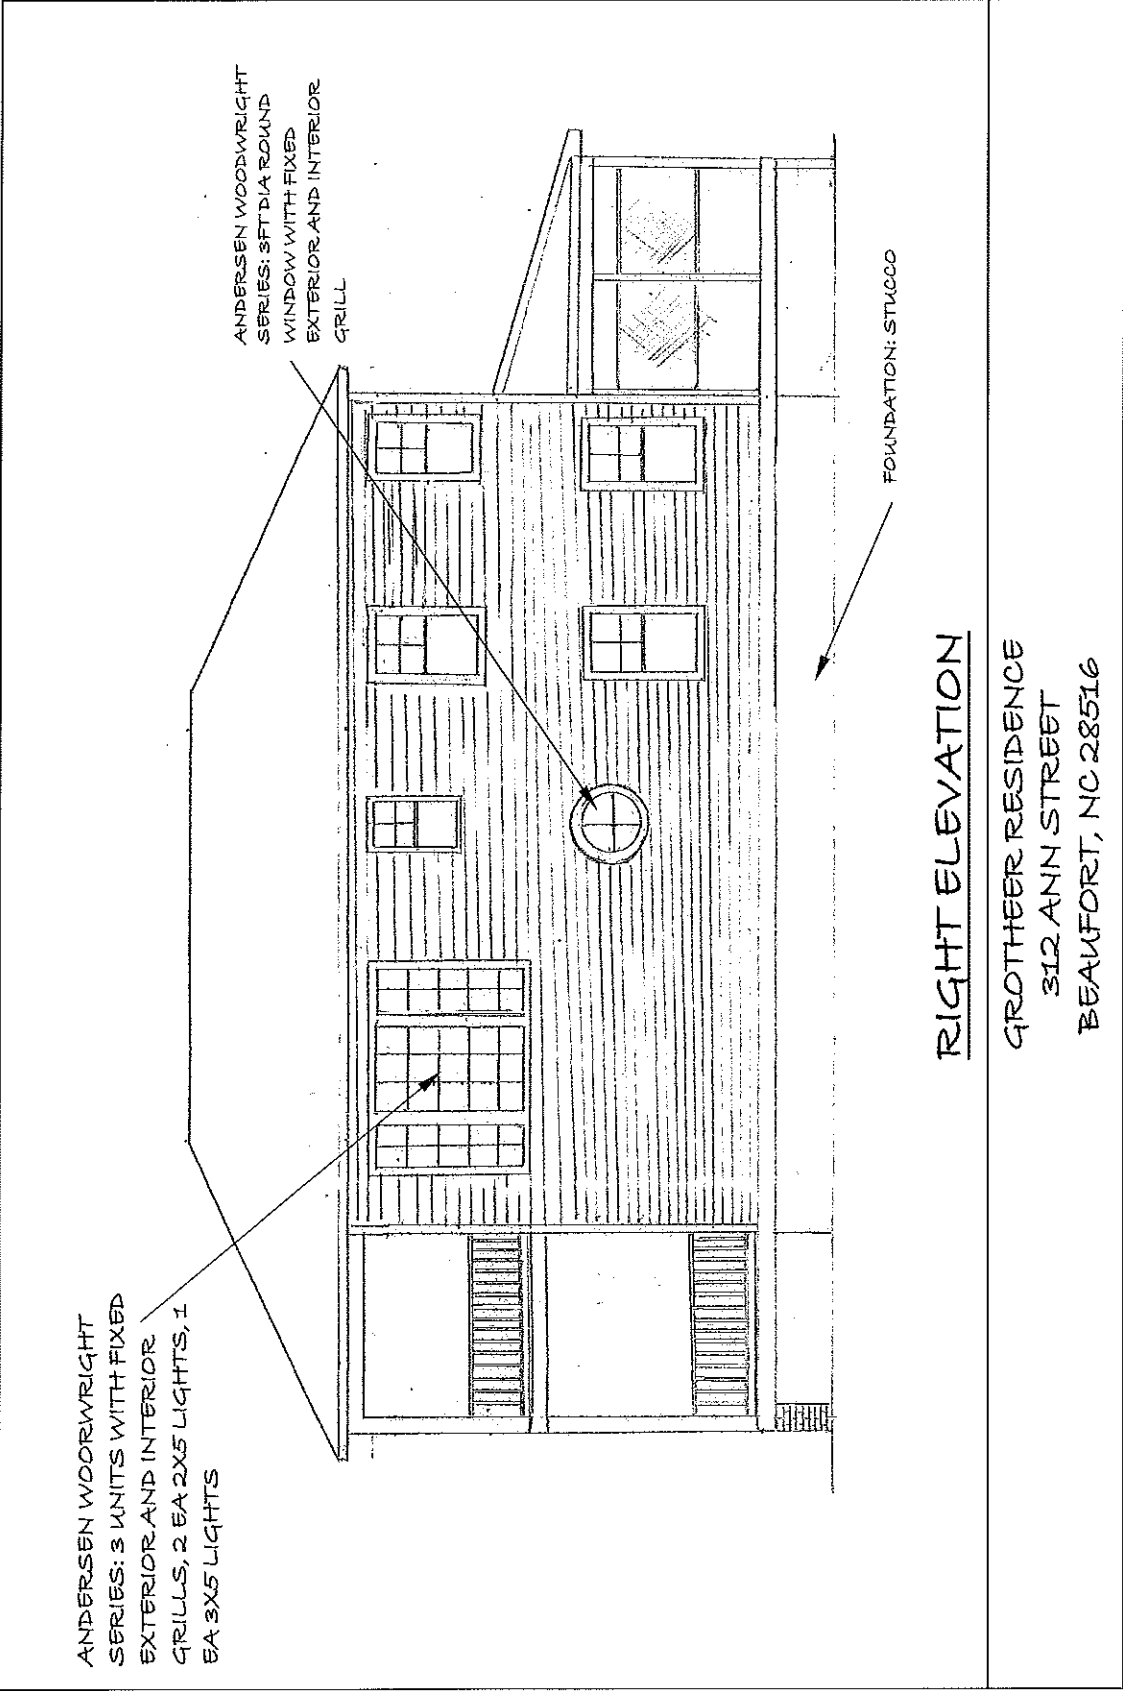 ANDERSEN WOORWRIGHT
SERIES: 3 UNITS WITH FIXED
EXTERIOR AND INTERIOR
GRILLS, 2 EA 2X5 LIGHTS, 1
EA 3X5 LIGHTS
ANDERSEN WOODWRIGHT
SERIES: 3FT DIA ROUND
WINDOW WITH FIXED
EXTERIOR AND INTERIOR
GRILL
FOUNDATION: STUCCO
RIGHT ELEVATION
GROTHEER RESIDENCE
312 ANN STREET
BEAUFORT, NC 28516